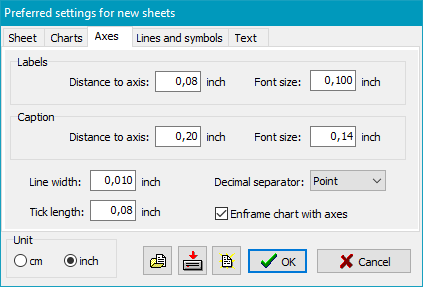 Preferred settings for new sheets
Sheet Charts Axes Lines and symbols Text
Labels
Distance to axis: 0,08 inch Font size: 0,100 inch
Caption
Distance to axis: 0,20 inch Font size: 0,14 inch
Line width: 0,010 inch Decimal separator: Point
Tick length: 0,08 inch Enframe chart with axes
Unit
cm inch OK Cancel